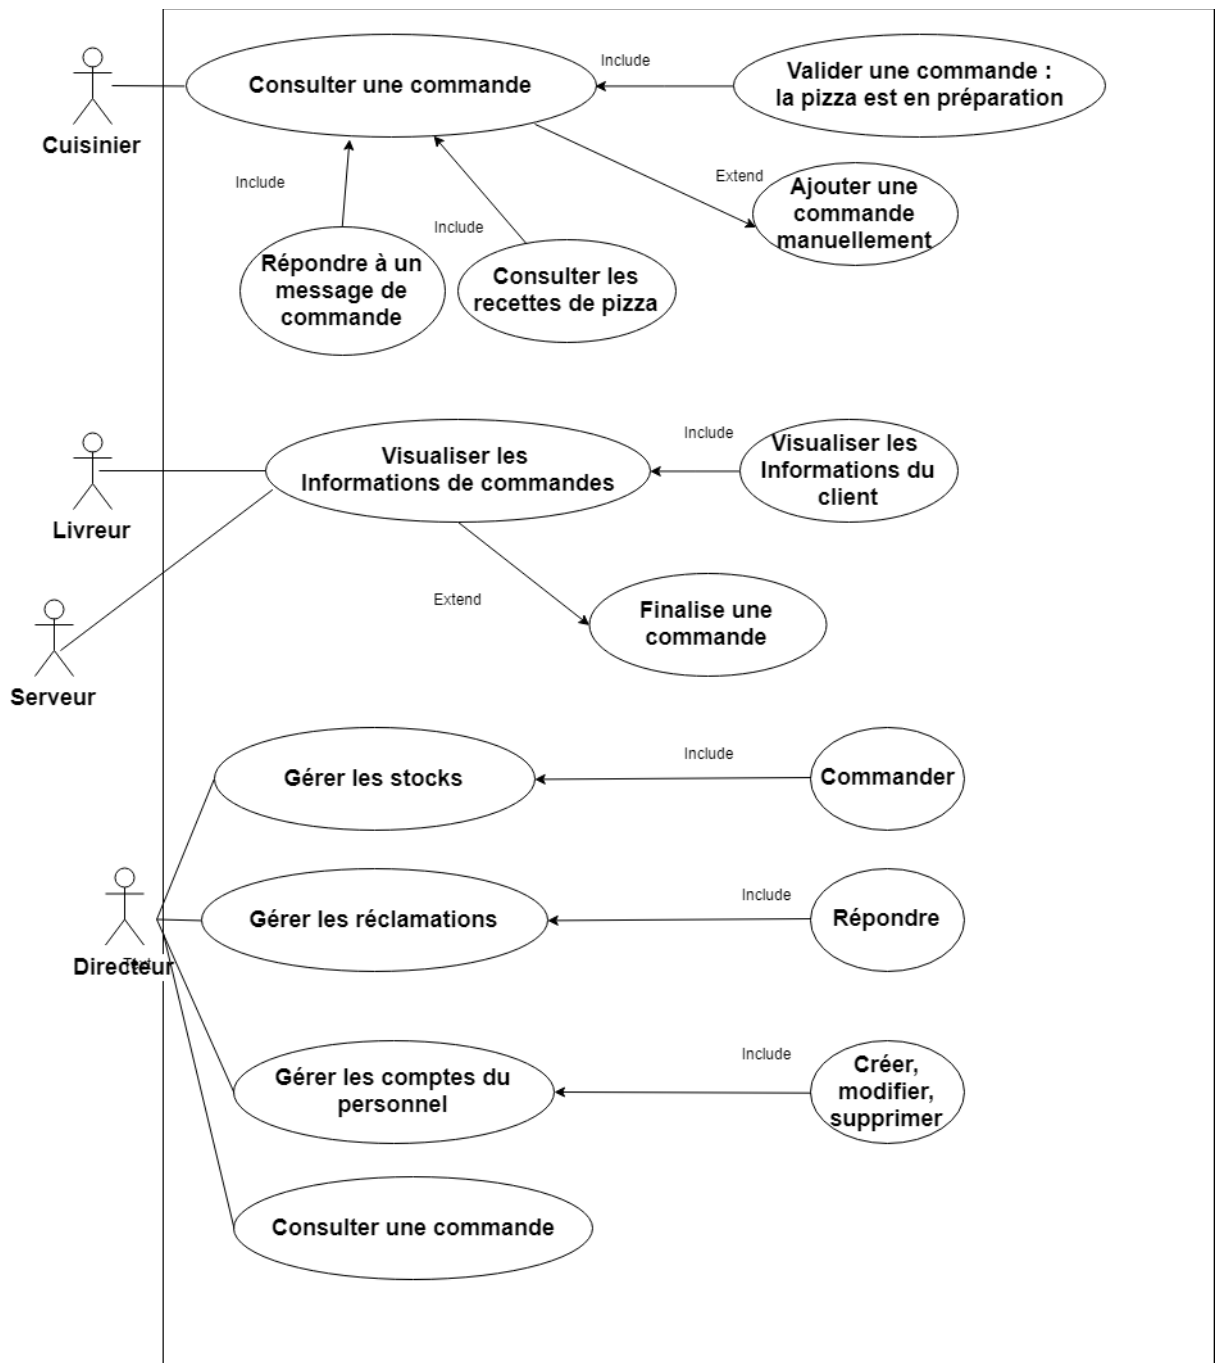 Consulter une commande
Include
Valider une commande :
la pizza est en préparation
Cuisinier
Include
Extend
Ajouter une
commande
manuellement
Include
Répondre à un
message de
commande
Consulter les
recettes de pizza
Livreur
Visualiser les
Informations de commandes
Include
Visualiser les
Informations du
client
Serveur
Extend
Finalise une
commande
Gérer les stocks
Include
Commander
Directeur
Text
Gérer les réclamations
Include
Répondre
Gérer les comptes du
personnel
Include
Créer,
modifier,
supprimer
Consulter une commande